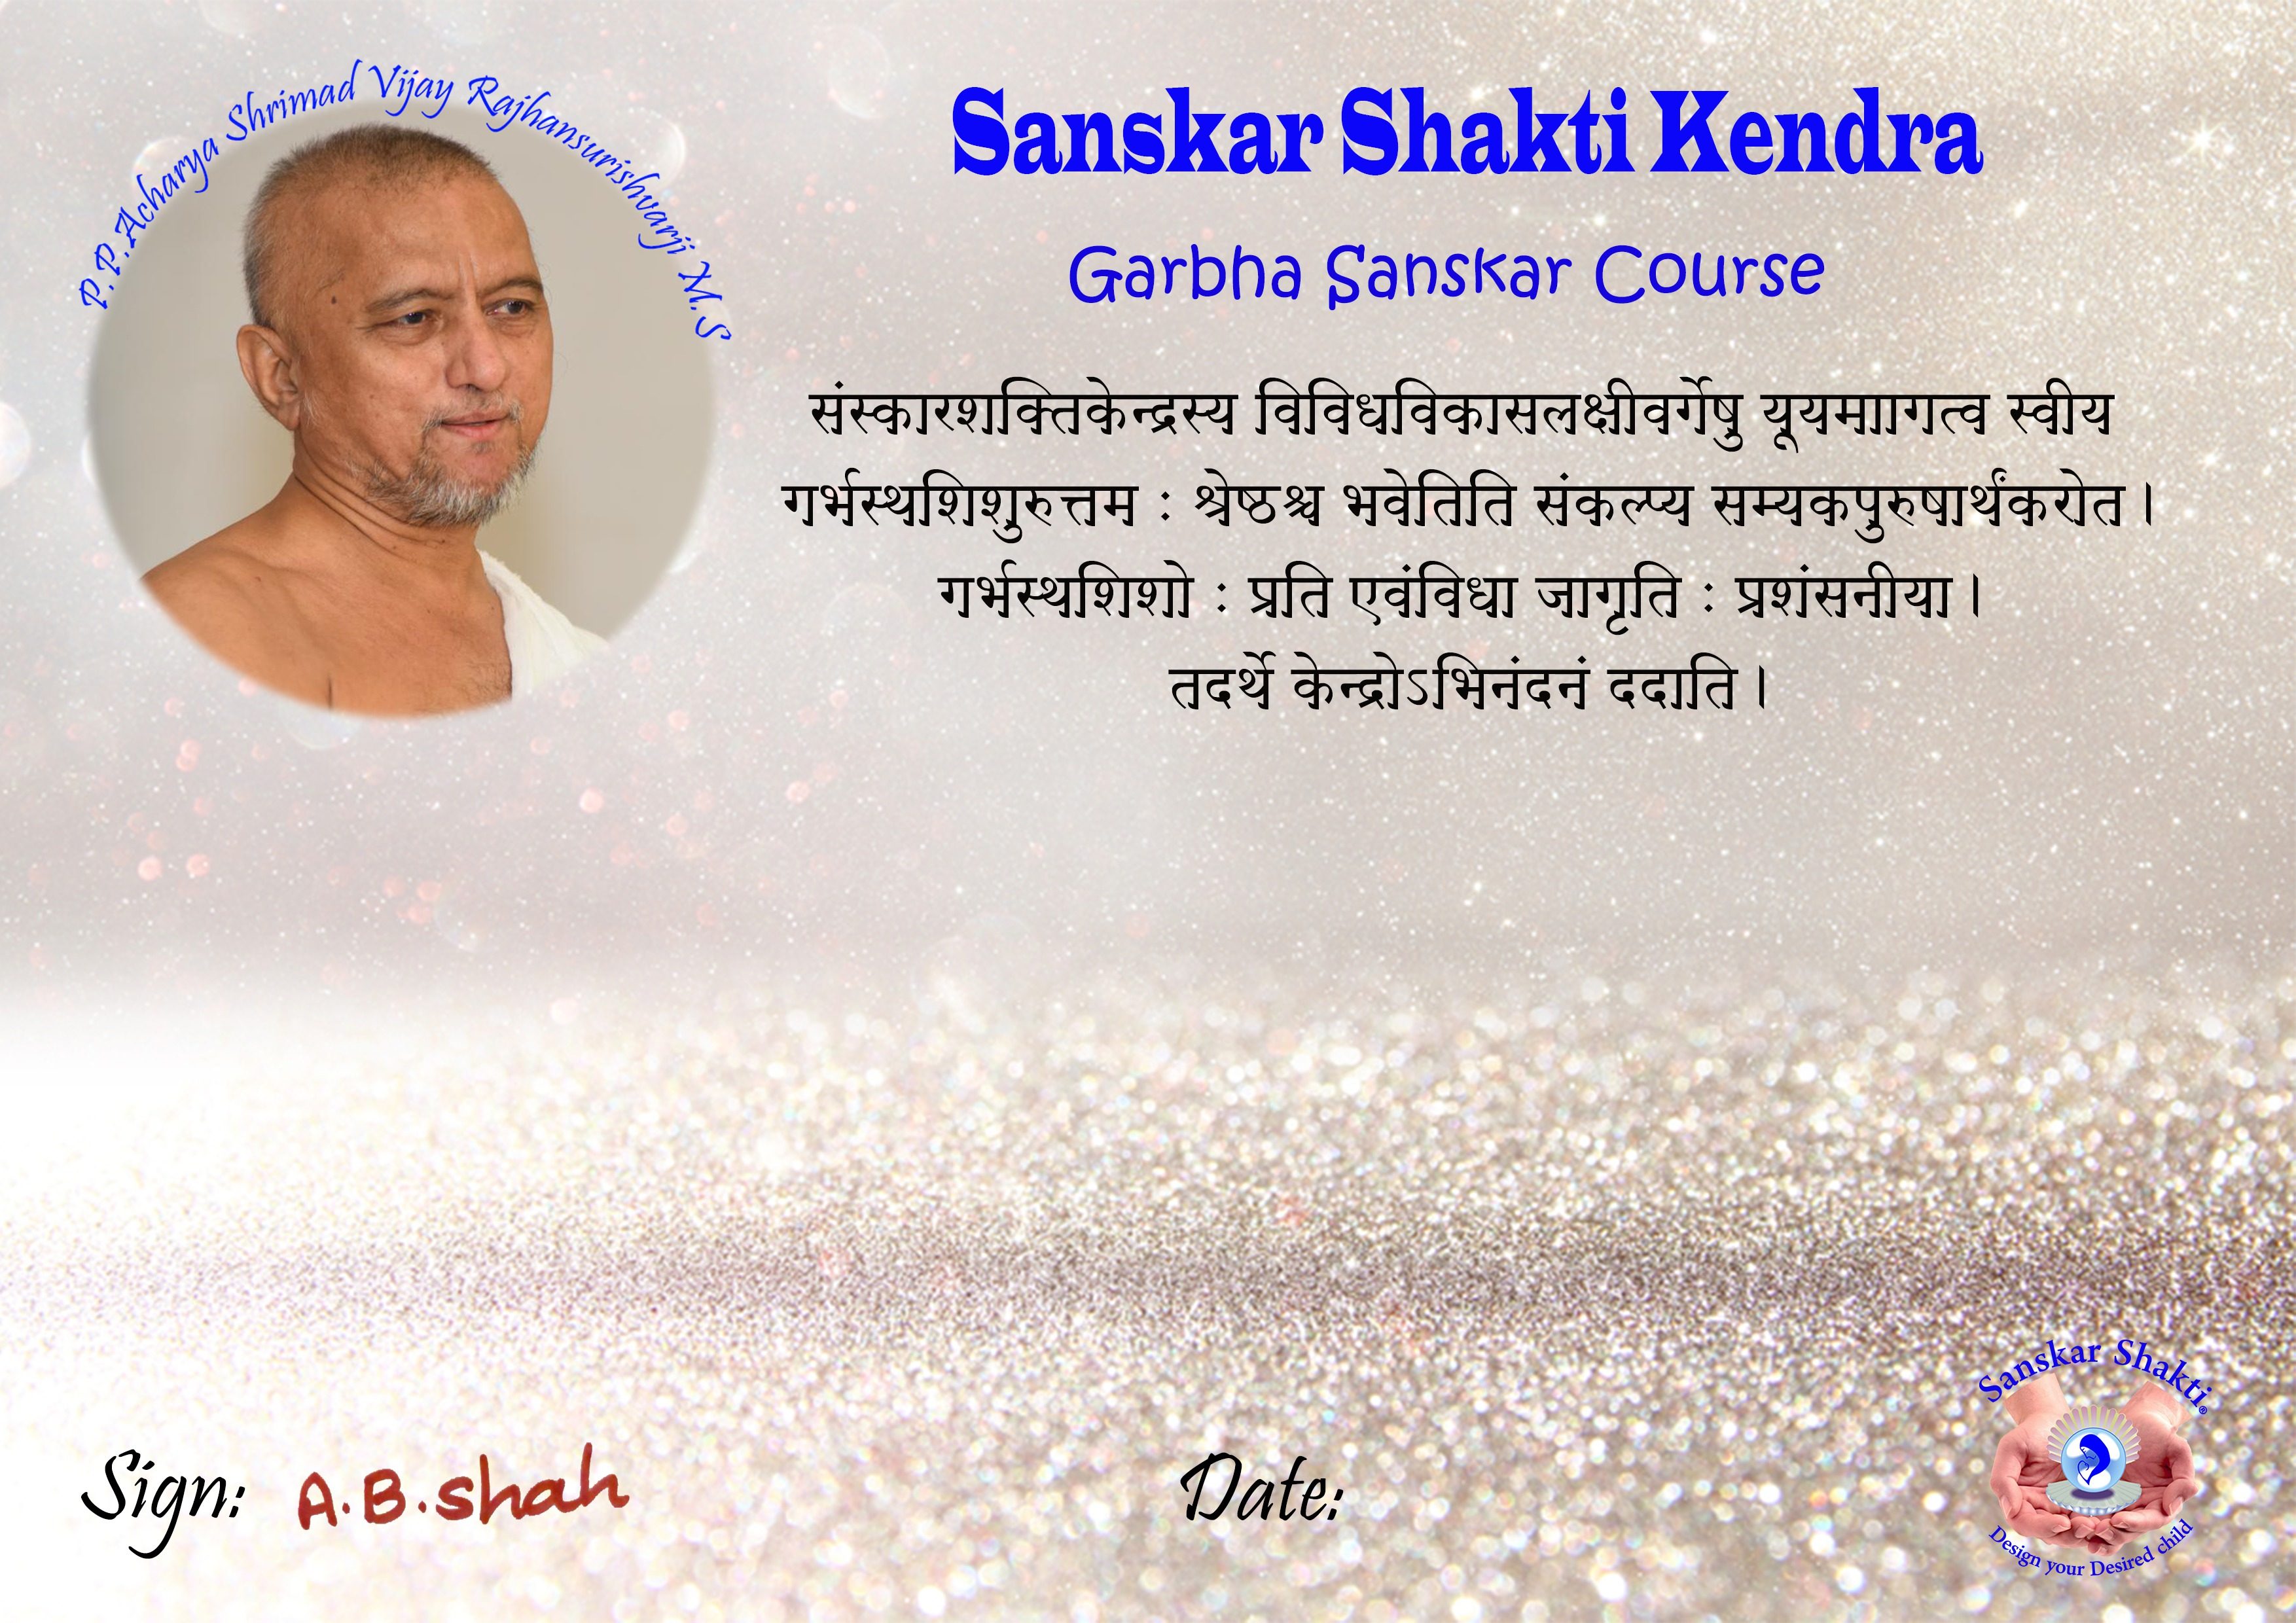 P.P.Acharya Shrimad Vijay Rajhansurishvarji M.S
Sanskar Shakti Kendra
Garbha Sanskar Course
संस्कारशक्तिकेन्द्रस्य विविधविकासलक्षीवर्गेषु यूयमाागत्व स्वीय
गर्भस्थशिशुरुत्तम : श्रेष्ठश्च भवेतिति संकल्प्य सम्यकपुरुषार्थंकरोत।
गर्भस्थशिशो : प्रति एवंविधा जागृति : प्रशंसनीया।
तदर्थे केन्द्रोऽभिनंदनं ददाति।
Sign: A.B.shah
Date:
Sanskar Shakti®
Design your Desired child